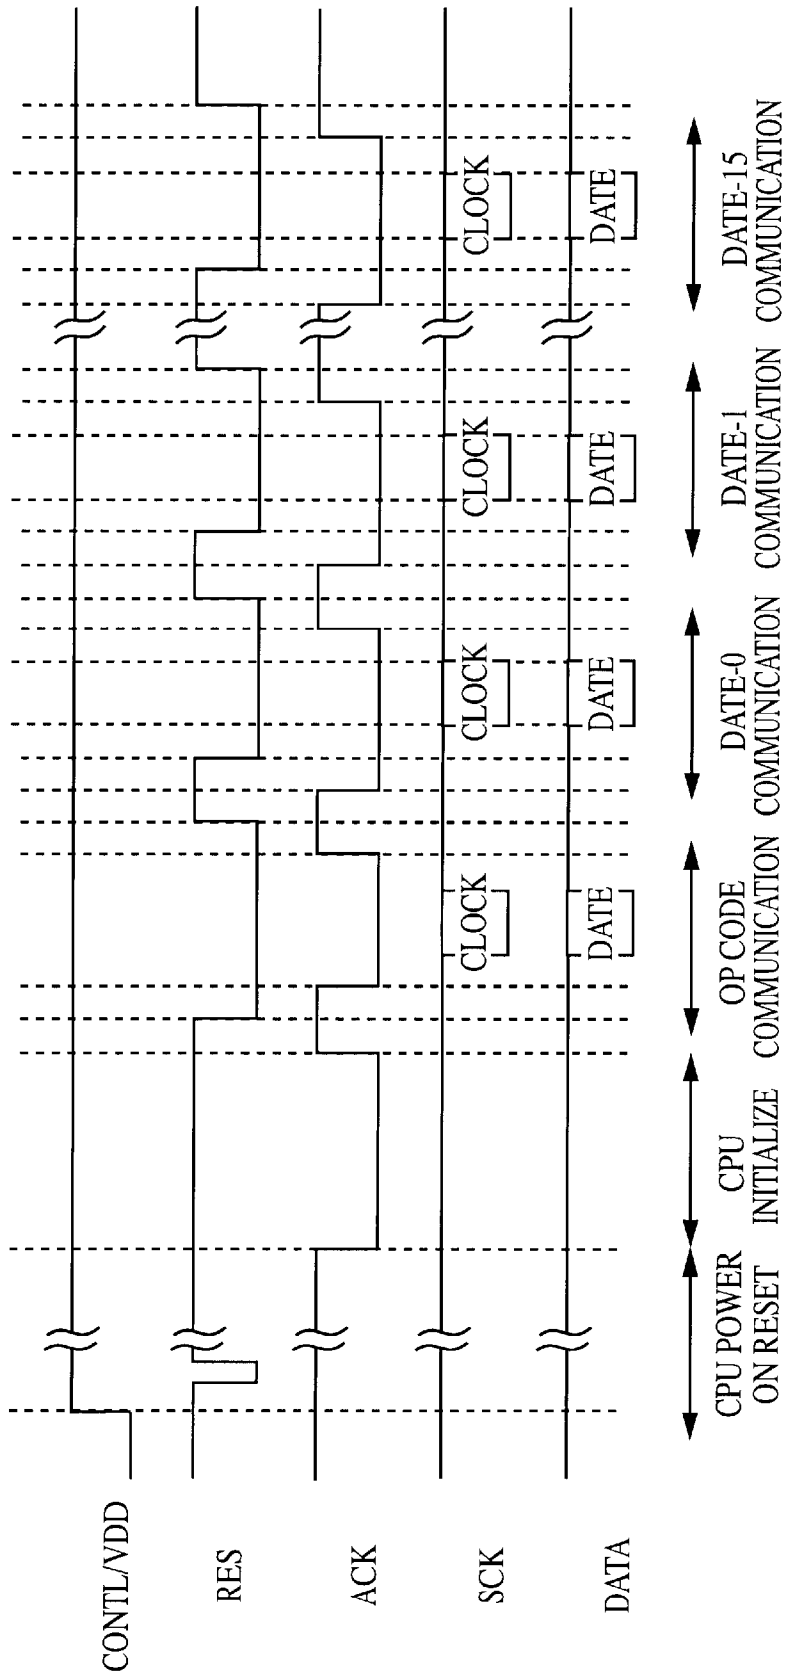 CONTL/VDD
RES
ACK
SCK
CLOCK
CLOCK
CLOCK
CLOCK
DATA
DATE
DATE
DATE
DATE
CPU POWER
ON RESET
CPU
INITIALIZE
OP CODE
COMMUNICATION
DATE-0
COMMUNICATION
DATE-1
COMMUNICATION
DATE-15
COMMUNICATION